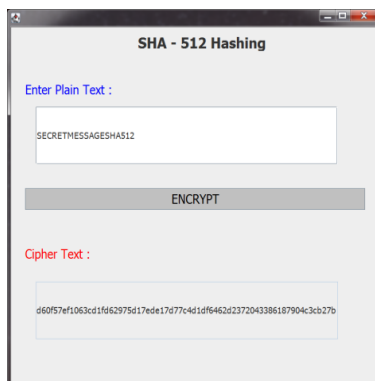 SHA - 512 Hashing
Enter Plain Text :
SECRETMESSAGESHA512
ENCRYPT
Cipher Text :
d60f57ef1063cd1fd62975d17ede17d77c4d1df6462d2372043386187904c3cb27b